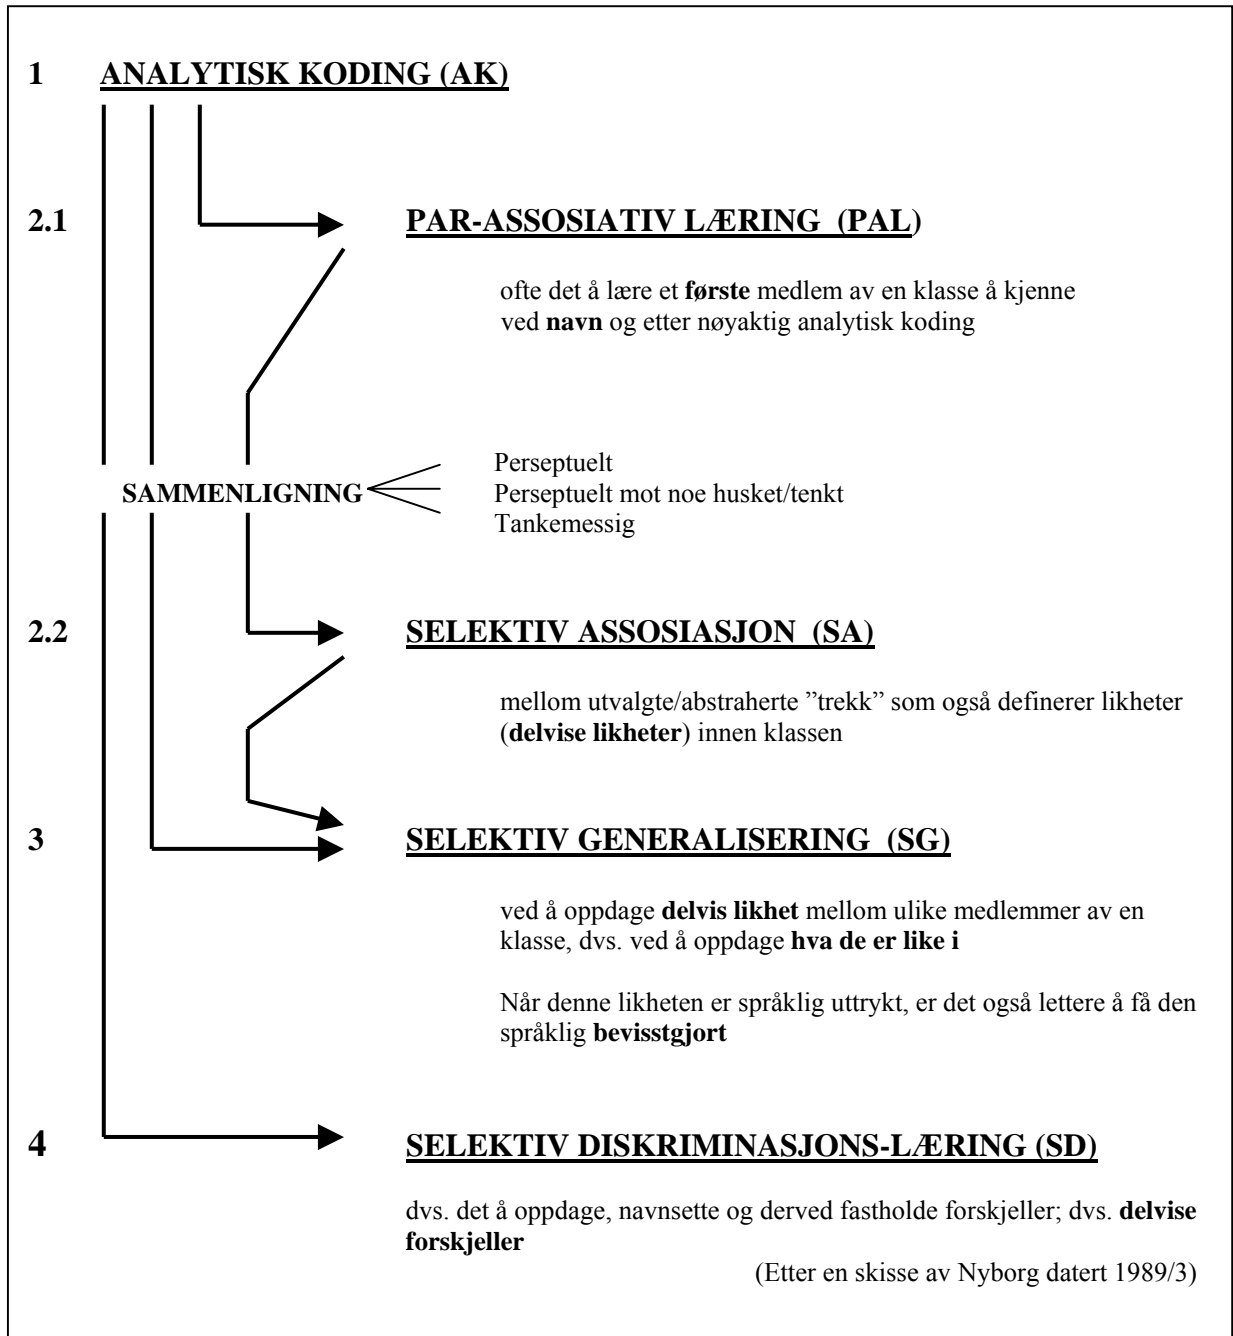 1 ANALYTISK KODING (AK)
2.1 PAR-ASSOSIATIV LÆRING (PAL)
ofte det å lære et første medlem av en klasse å kjenne
ved navn og etter nøyaktig analytisk koding
SAMMENLIGNING
Perseptuelt
Perseptuelt mot noe husket/tenkt
Tankemessig
2.2 SELEKTIV ASSOSIASJON (SA)
mellom utvalgte/abstraherte ”trekk” som også definerer likheter
(delvise likheter) innen klassen
3 SELEKTIV GENERALISERING (SG)
ved å oppdage delvis likhet mellom ulike medlemmer av en
klasse, dvs. ved å oppdage hva de er like i
Når denne likheten er språklig uttrykt, er det også lettere å få den
språklig bevisstgjort
4 SELEKTIV DISKRIMINASJONS-LÆRING (SD)
dvs. det å oppdage, navnsette og derved fastholde forskjeller; dvs. delvise
forskjeller
(Etter en skisse av Nyborg datert 1989/3)